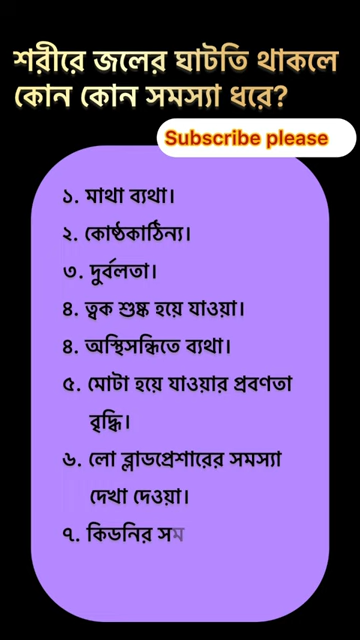 শরীরে জলের ঘাটতি থাকলে
কোন কোন সমস্যা ধরে?
Subscribe please
১. মাথা ব্যথা।
২. কোষ্ঠকাঠিন্য।
৩. দুর্বলতা।
৪. ত্বক শুষ্ক হয়ে যাওয়া।
৪. অস্থিসন্ধিতে ব্যথা।
৫. মোটা হয়ে যাওয়ার প্রবণতা
বৃদ্ধি।
৬. লো ব্লাডপ্রেশারের সমস্যা
দেখা দেওয়া।
৭. কিডনির সম